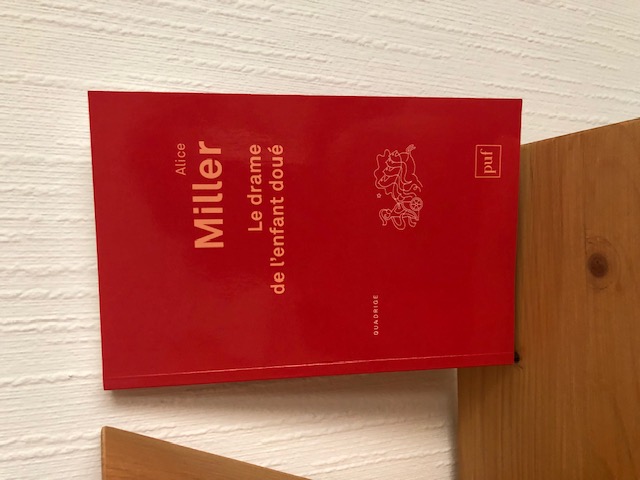 Alice
Miller
Le drame
de l'enfant doué
QUADRIGE
puf